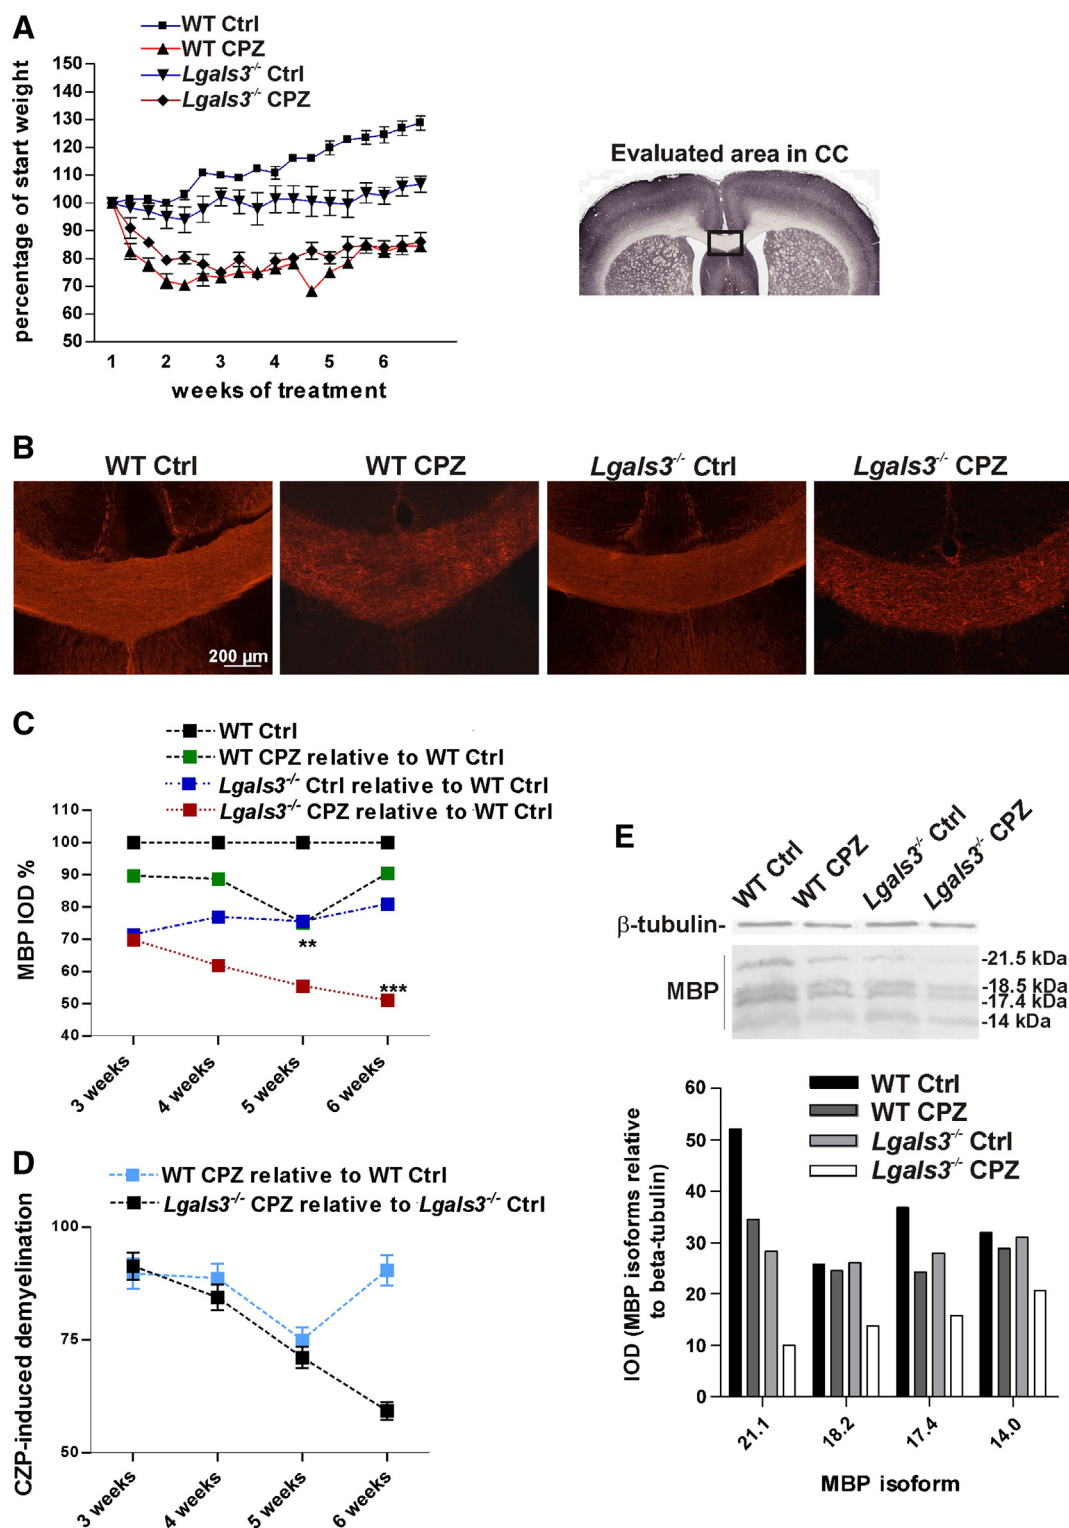 A
WT Ctrl
WT CPZ
Lgals3-/- Ctrl
Lgals3-/- CPZ
percentage of start weight
150
140
130
120
110
100
90
80
70
60
50
1 2 3 4 5 6
weeks of treatment
Evaluated area in CC
B
WT Ctrl
WT CPZ
Lgals3-/- Ctrl
Lgals3-/- CPZ
200 µm
C
WT Ctrl
WT CPZ relative to WT Ctrl
Lgals3-/- Ctrl relative to WT Ctrl
Lgals3-/- CPZ relative to WT Ctrl
MBP IOD %
110
100
90
80
70
60
50
40
**
***
3 weeks
4 weeks
5 weeks
6 weeks
D
WT CPZ relative to WT Ctrl
Lgals3-/- CPZ relative to Lgals3-/- Ctrl
CZP-induced demyelination
100
75
50
3 weeks
4 weeks
5 weeks
6 weeks
E
WT Ctrl
WT CPZ
Lgals3-/- Ctrl
Lgals3-/- CPZ
β-tubulin-
MBP
-21.5 kDa
-18.5 kDa
-17.4 kDa
-14 kDa
WT Ctrl
WT CPZ
Lgals3-/- Ctrl
Lgals3-/- CPZ
IOD (MBP isoforms relative
to beta-tubulin)
60
50
40
30
20
10
0
21.1
18.2
17.4
14.0
MBP isoform